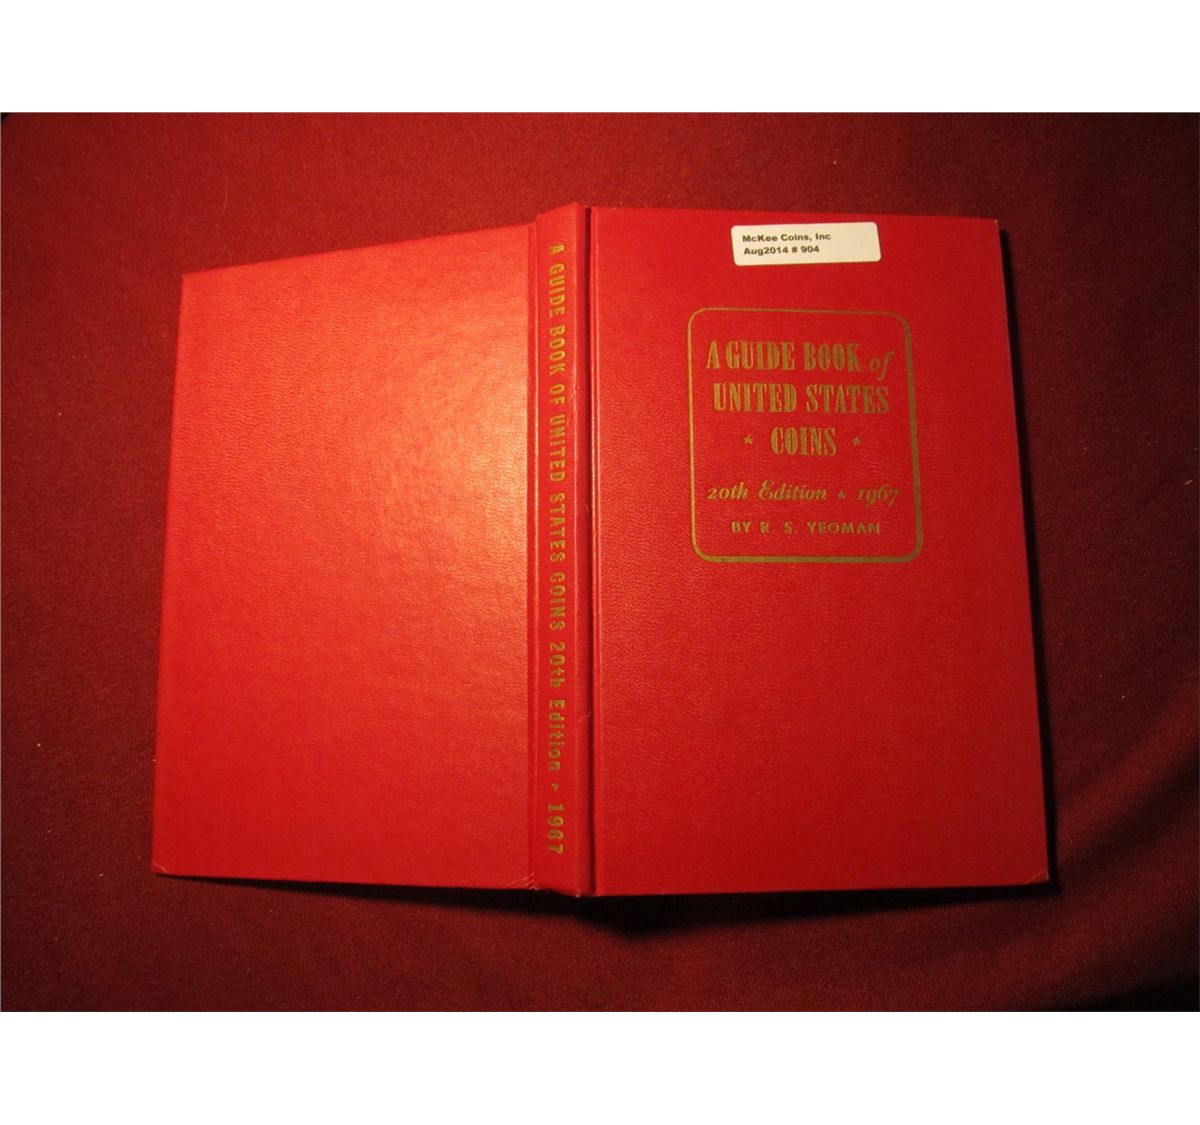 A GUIDE BOOK OF UNITED STATES COINS 20th Edition ★ 1967
McKee Coins, Inc
Aug2014 # 904
A GUIDE BOOK of
UNITED STATES
★ COINS ★
20th Edition ★ 1967
BY R. S. YEOMAN